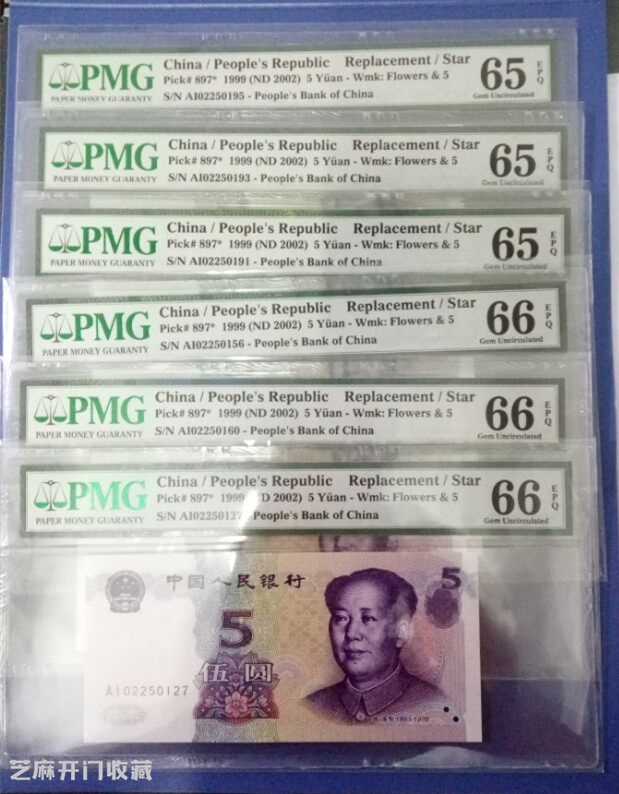 PMG
PAPER MONEY GUARANTY
China / People's Republic Replacement / Star
Pick# 897* 1999 (ND 2002) 5 Yüan - Wmk: Flowers & 5
S/N AI02250195 - People's Bank of China
65 EPQ
Gem Uncirculated
PMG
PAPER MONEY GUARANTY
China / People's Republic Replacement / Star
Pick# 897* 1999 (ND 2002) 5 Yüan - Wmk: Flowers & 5
S/N AI02250193 - People's Bank of China
65 EPQ
Gem Uncirculated
PMG
PAPER MONEY GUARANTY
China / People's Republic Replacement / Star
Pick# 897* 1999 (ND 2002) 5 Yüan - Wmk: Flowers & 5
S/N AI02250191 - People's Bank of China
65 EPQ
Gem Uncirculated
PMG
PAPER MONEY GUARANTY
China / People's Republic Replacement / Star
Pick# 897* 1999 (ND 2002) 5 Yüan - Wmk: Flowers & 5
S/N AI02250156 - People's Bank of China
66 EPQ
Gem Uncirculated
PMG
PAPER MONEY GUARANTY
China / People's Republic Replacement / Star
Pick# 897* 1999 (ND 2002) 5 Yüan - Wmk: Flowers & 5
S/N AI02250160 - People's Bank of China
66 EPQ
Gem Uncirculated
PMG
PAPER MONEY GUARANTY
China / People's Republic Replacement / Star
Pick# 897* 1999 (ND 2002) 5 Yüan - Wmk: Flowers & 5
S/N AI02250127 - People's Bank of China
66 EPQ
Gem Uncirculated
中国人民银行
5
5
伍圆
AI02250127
芝麻开门收藏